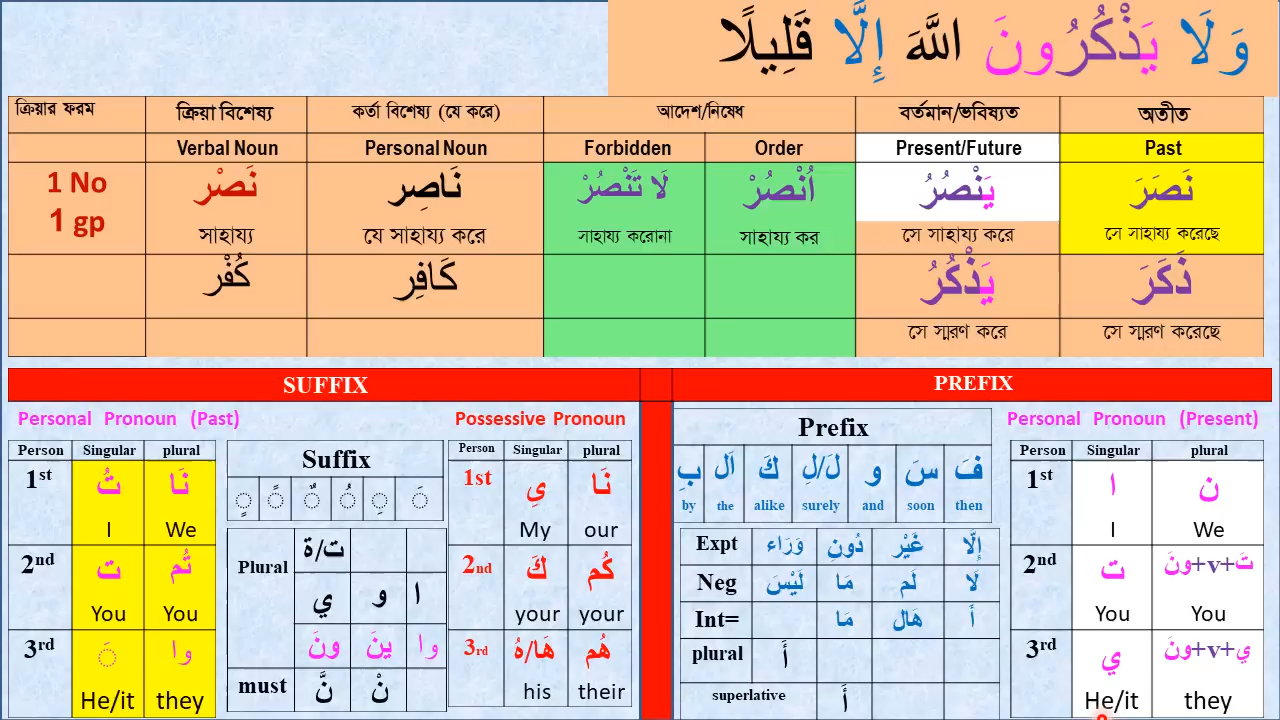 وَلَا يَذْكُرُونَ اللَّهَ إِلَّا قَلِيلًا
ক্রিয়ার ফরম ক্রিয়া বিশেষ্য কর্তা বিশেষ্য (যে করে) আদেশ/নিষেধ বর্তমান/ভবিষ্যত অতীত
Verbal Noun Personal Noun Forbidden Order Present/Future Past
1 No نَصْر نَاصِر لَا تَنْصُرْ اُنْصُرْ يَنْصُرُ نَصَرَ
1 gp সাহায্য যে সাহায্য করে সাহায্য করোনা সাহায্য কর সে সাহায্য করে সে সাহায্য করেছে
كُفْر كَافِر يَذْكُرُ ذَكَرَ
সে স্মরণ করে সে স্মরণ করেছে
SUFFIX
Personal Pronoun (Past)
Person Singular plural
1st تُ نَا
I We
2nd ت تُم
You You
3rd َ وا
He/it they
Suffix
ٍ ً ٌ ُ ِ َ
Plural ت/ة
ي و ا
ونَ ينَ وا
must نَّ نْ
Possessive Pronoun
Person Singular plural
1st ىِ نَا
My our
2nd كَ كُم
your your
3rd هَا/هُ هُم
his their
PREFIX
Prefix
بِ اَل كَ لَ/لِ و سَ فَ
by the alike surely and soon then
Expt وَرَاء دُونِ غَيْر إِلَّا
Neg لَيْسَ مَا لَم لَا
Int= مَا هَال أَ
plural أَ
superlative أَ
Personal Pronoun (Present)
Person Singular plural
1st ا ن
I We
2nd ت تَ+v+ونَ
You You
3rd ي ي+v+ونَ
He/it they